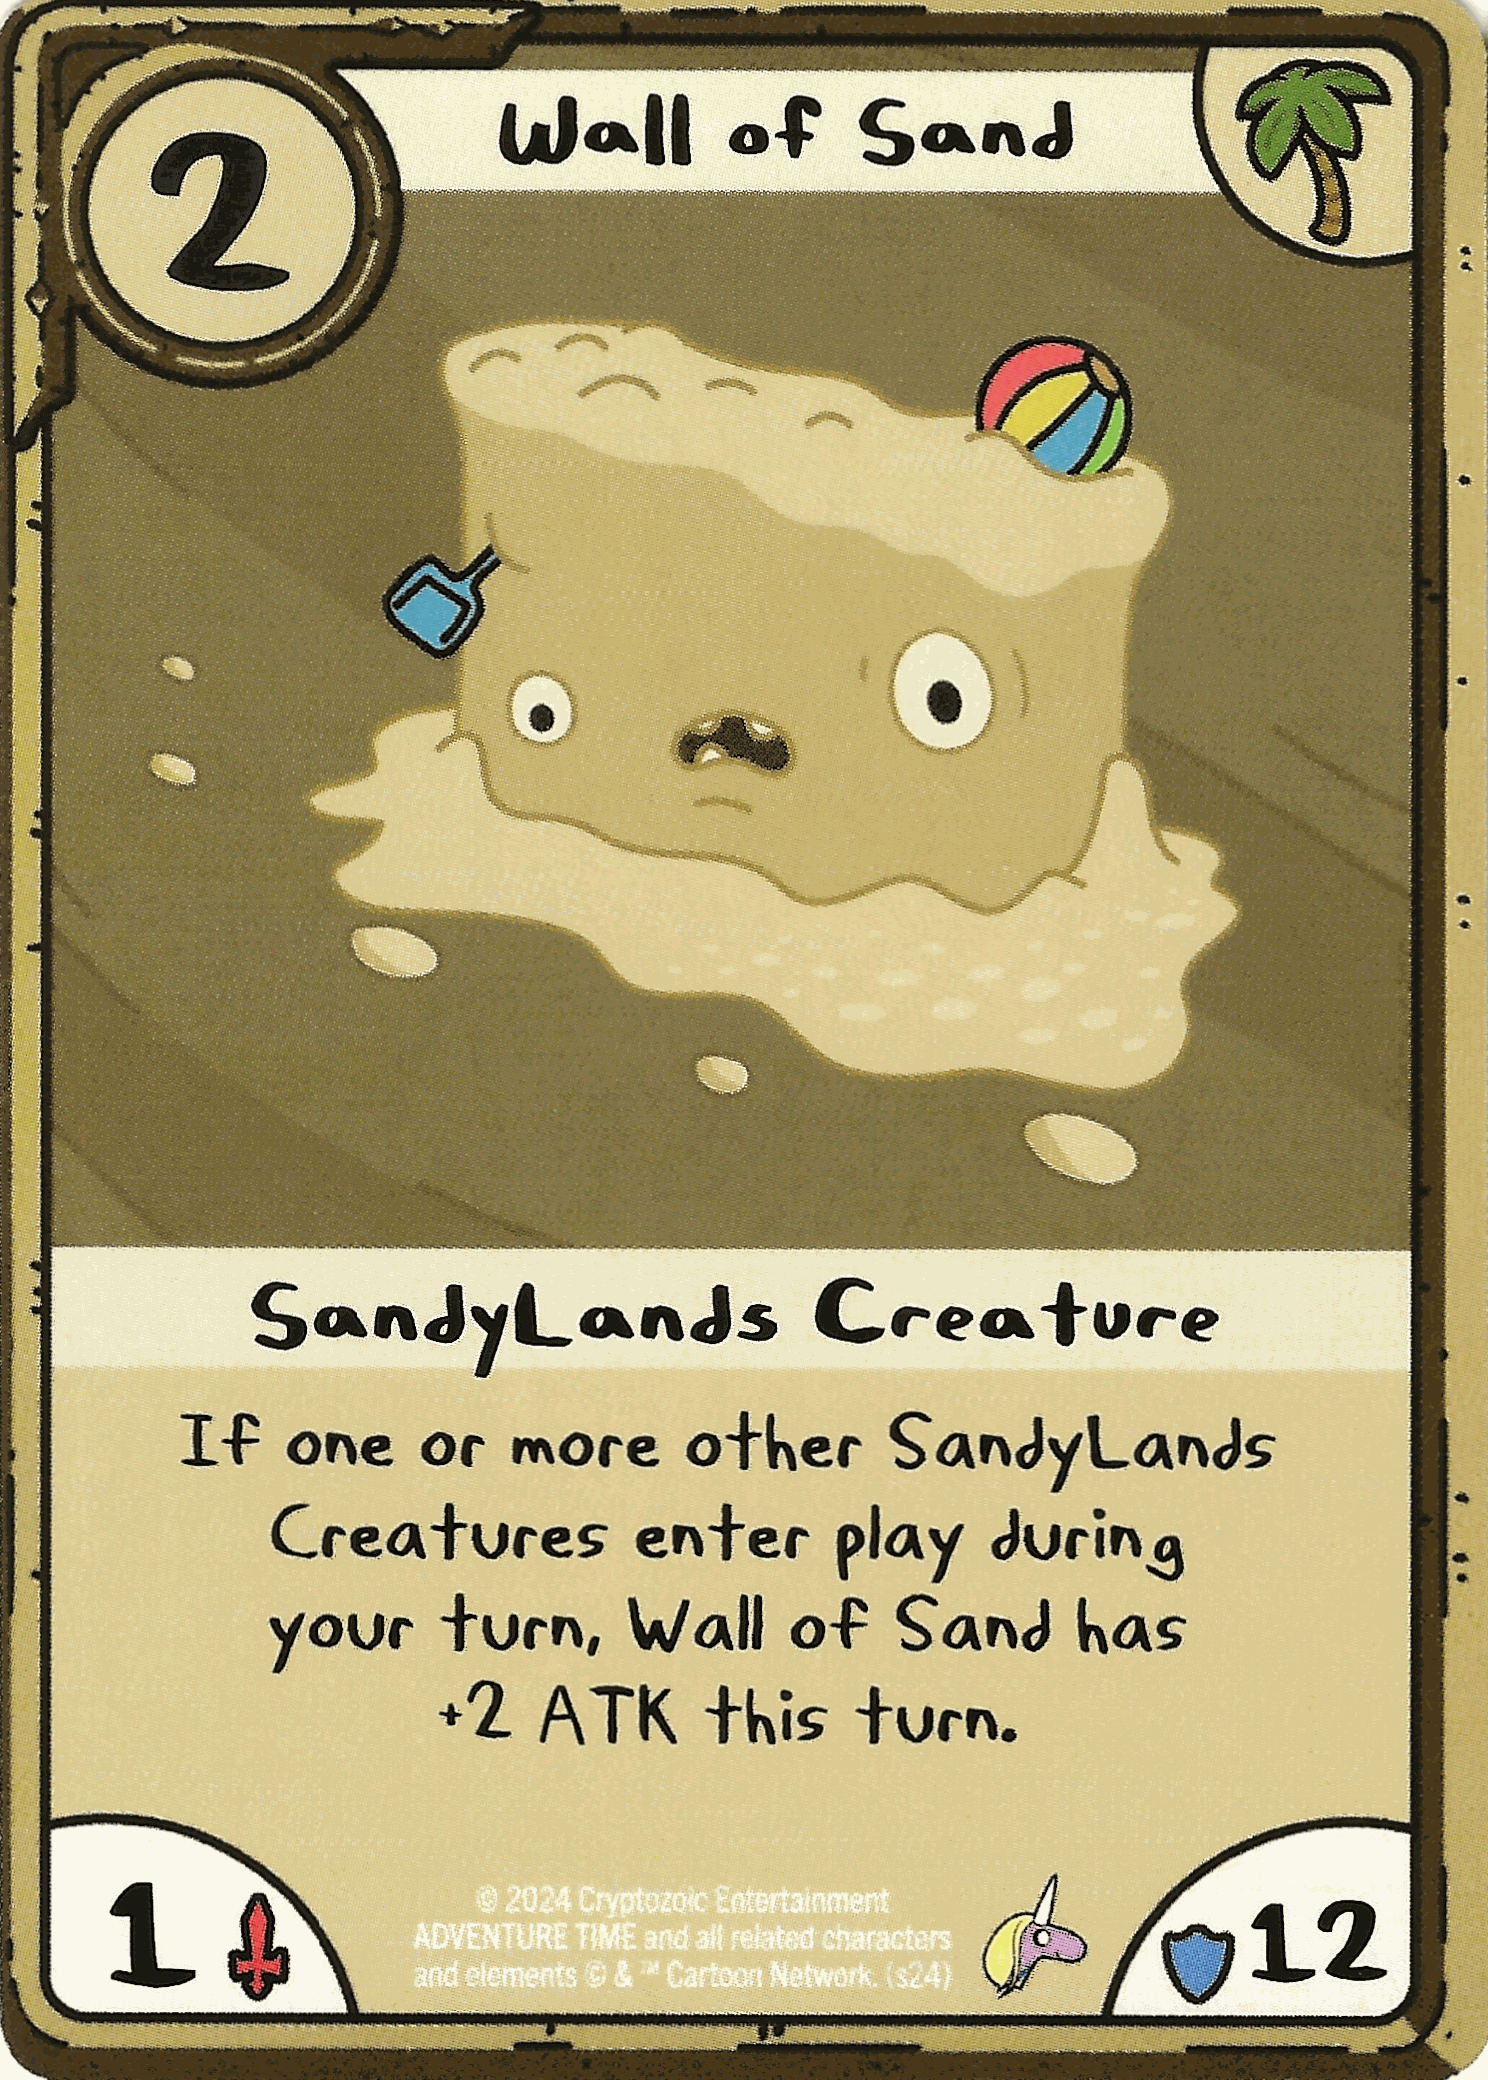 2
Wall of Sand
SandyLands Creature
If one or more other SandyLands
Creatures enter play during
your turn, Wall of Sand has
+2 ATK this turn.
1
© 2024 Cryptozoic Entertainment
ADVENTURE TIME and all related characters
and elements © & ™ Cartoon Network. (s24)
12